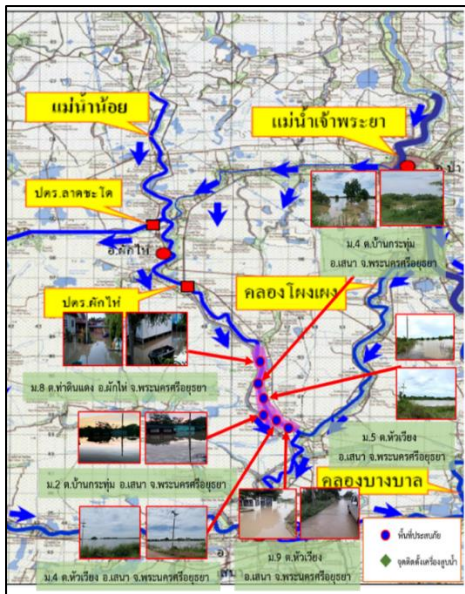 แม่น้ำน้อย
แม่น้ำเจ้าพระยา
ปตร.ลาดชะโด
อ.ผักไห่
ม.4 ต.บ้านกระทุ่ม
อ.เสนา จ.พระนครศรีอยุธยา
ปตร.ผักไห่
คลองโผงเผง
ม.8 ต.ท่าดินแดง อ.ผักไห่ จ.พระนครศรีอยุธยา
ม.5 ต.หัวเวียง
อ.เสนา จ.พระนครศรีอยุธยา
ม.2 ต.บ้านกระทุ่ม อ.เสนา จ.พระนครศรีอยุธยา
คลองบางบาล
ม.4 ต.หัวเวียง อ.เสนา จ.พระนครศรีอยุธยา
ม.9 ต.หัวเวียง
อ.เสนา จ.พระนครศรีอยุธยา
พื้นที่ประสบภัย
จุดติดตั้งเครื่องสูบน้ำ